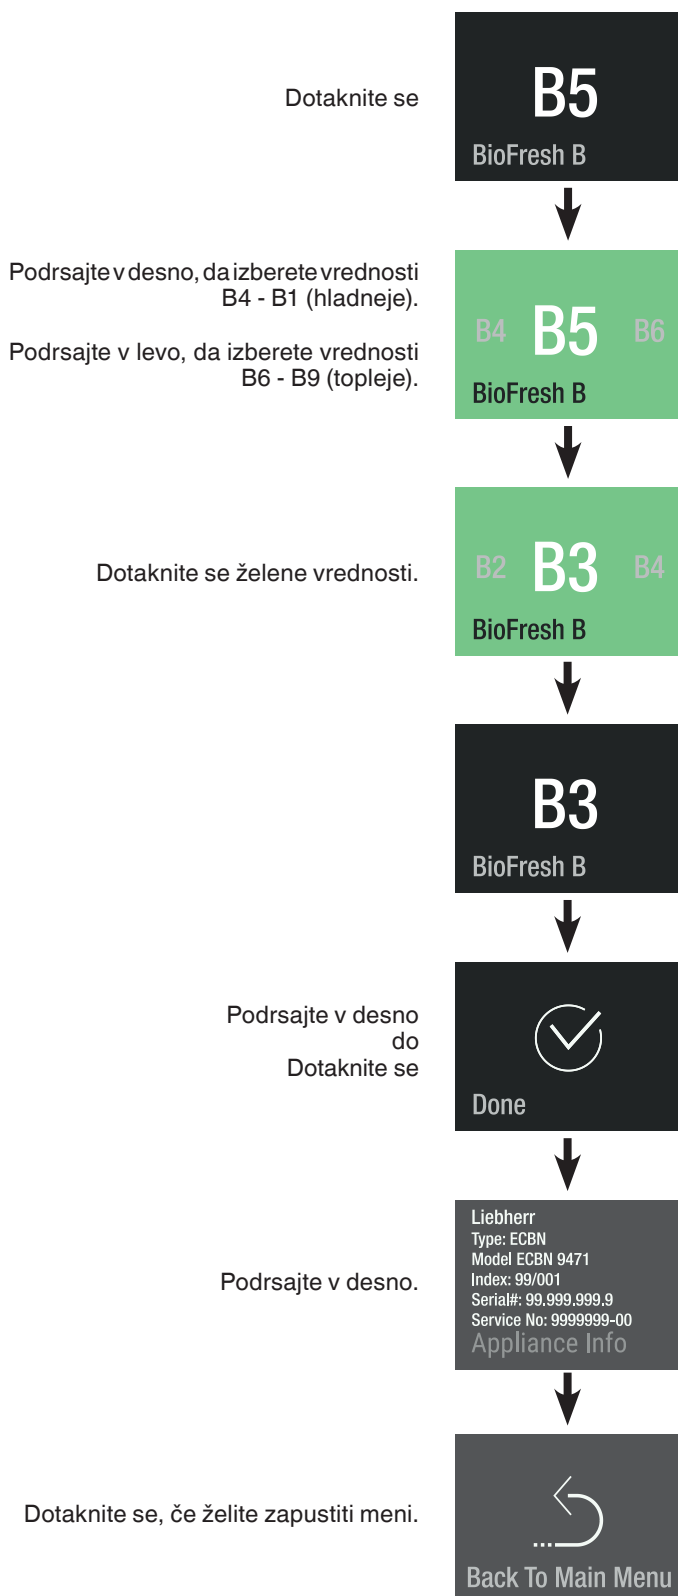 Dotaknite se
B5
BioFresh B
Podrsajte v desno, da izberete vrednosti
B4 - B1 (hladneje).
Podrsajte v levo, da izberete vrednosti
B6 - B9 (topleje).
B4 B5 B6
BioFresh B
Dotaknite se želene vrednosti.
B2 B3 B4
BioFresh B
B3
BioFresh B
Podrsajte v desno
do
Dotaknite se
Done
Podrsajte v desno.
Liebherr
Type: ECBN
Model ECBN 9471
Index: 99/001
Serial#: 99.999.999.9
Service No: 9999999-00
Appliance Info
Dotaknite se, če želite zapustiti meni.
Back To Main Menu